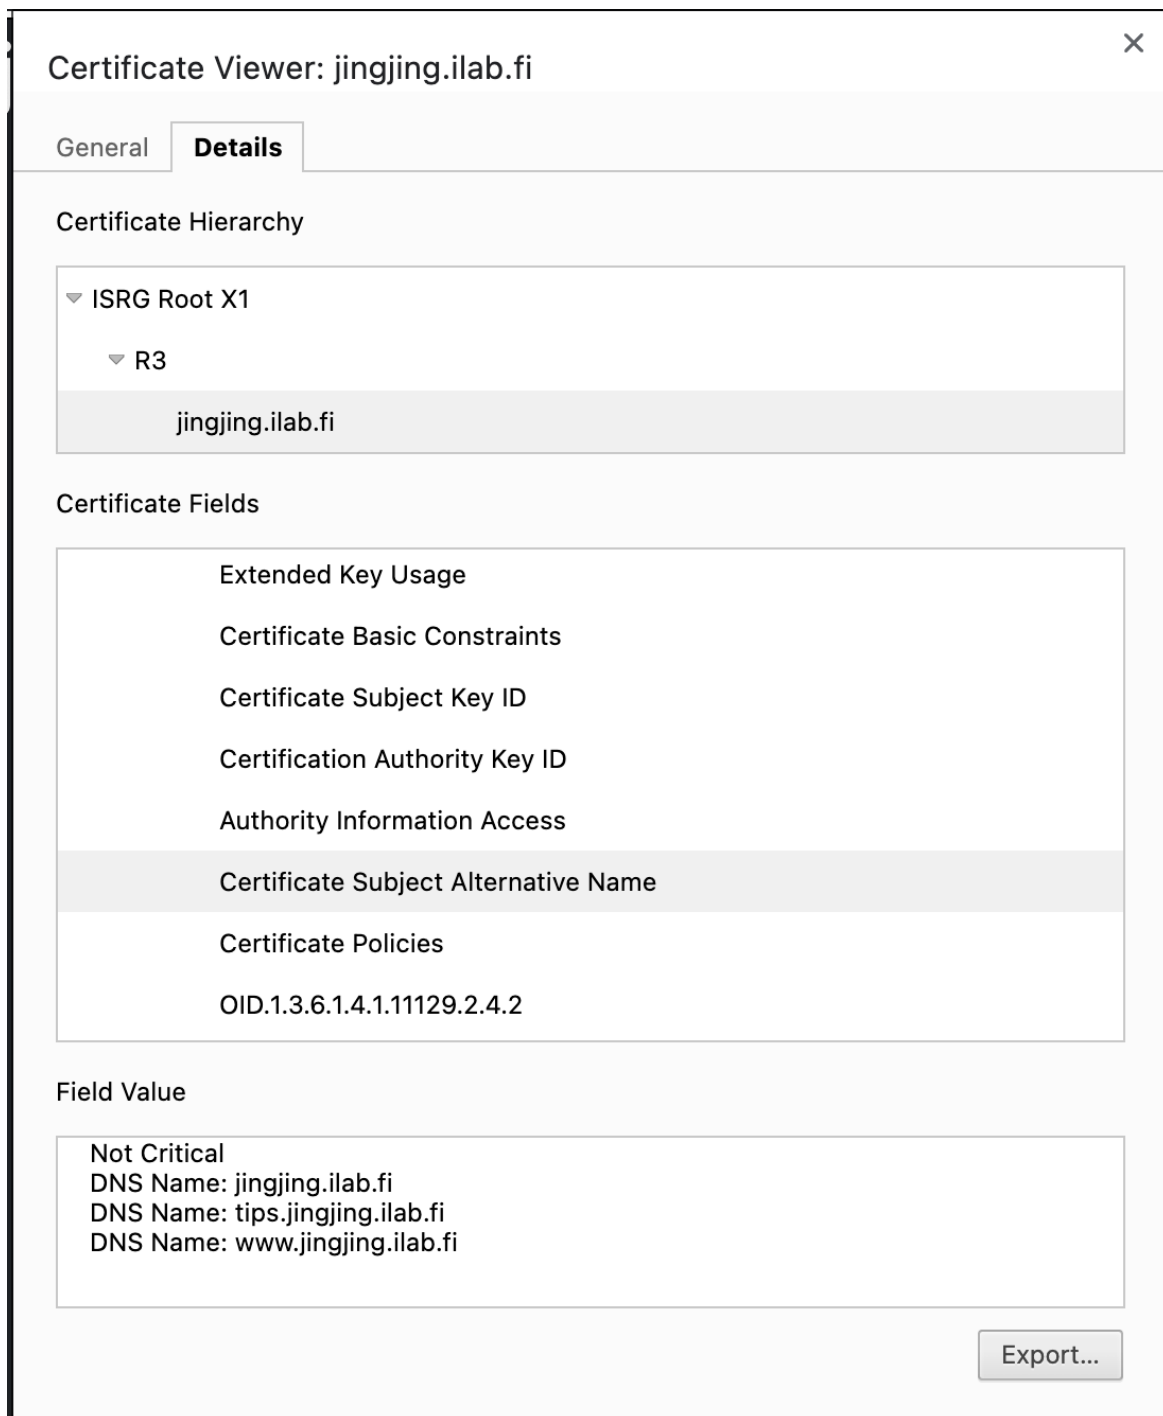 Certificate Viewer: jingjing.ilab.fi
General
Details
Certificate Hierarchy
ISRG Root X1
R3
jingjing.ilab.fi
Certificate Fields
Extended Key Usage
Certificate Basic Constraints
Certificate Subject Key ID
Certification Authority Key ID
Authority Information Access
Certificate Subject Alternative Name
Certificate Policies
OID.1.3.6.1.4.1.11129.2.4.2
Field Value
Not Critical
DNS Name: jingjing.ilab.fi
DNS Name: tips.jingjing.ilab.fi
DNS Name: www.jingjing.ilab.fi
Export...